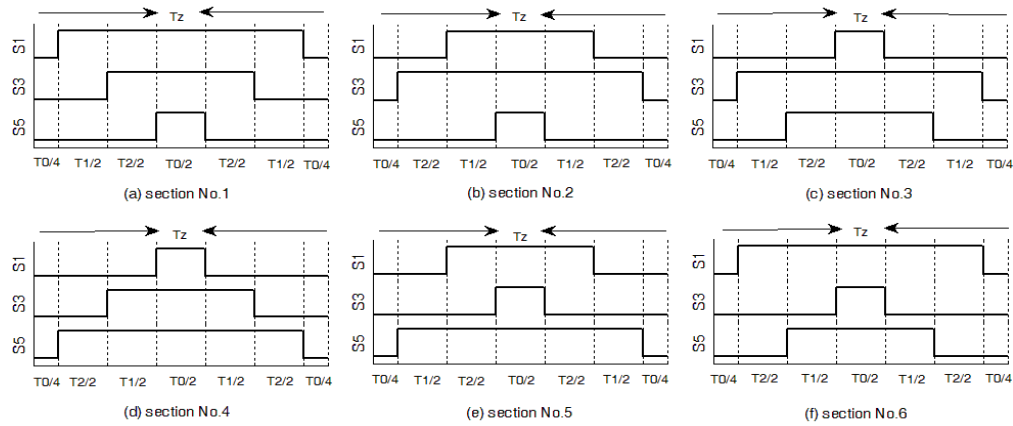 Tz
S1
S3
S5
T0/4 T1/2 T2/2 T0/2 T2/2 T1/2 T0/4
(a) section No.1
Tz
S1
S3
S5
T0/4 T2/2 T1/2 T0/2 T1/2 T2/2 T0/4
(b) section No.2
Tz
S1
S3
S5
T0/4 T1/2 T2/2 T0/2 T2/2 T1/2 T0/4
(c) section No.3
Tz
S1
S3
S5
T0/4 T2/2 T1/2 T0/2 T1/2 T2/2 T0/4
(d) section No.4
Tz
S1
S3
S5
T0/4 T1/2 T2/2 T0/2 T2/2 T1/2 T0/4
(e) section No.5
Tz
S1
S3
S5
T0/4 T2/2 T1/2 T0/2 T1/2 T2/2 T0/4
(f) section No.6